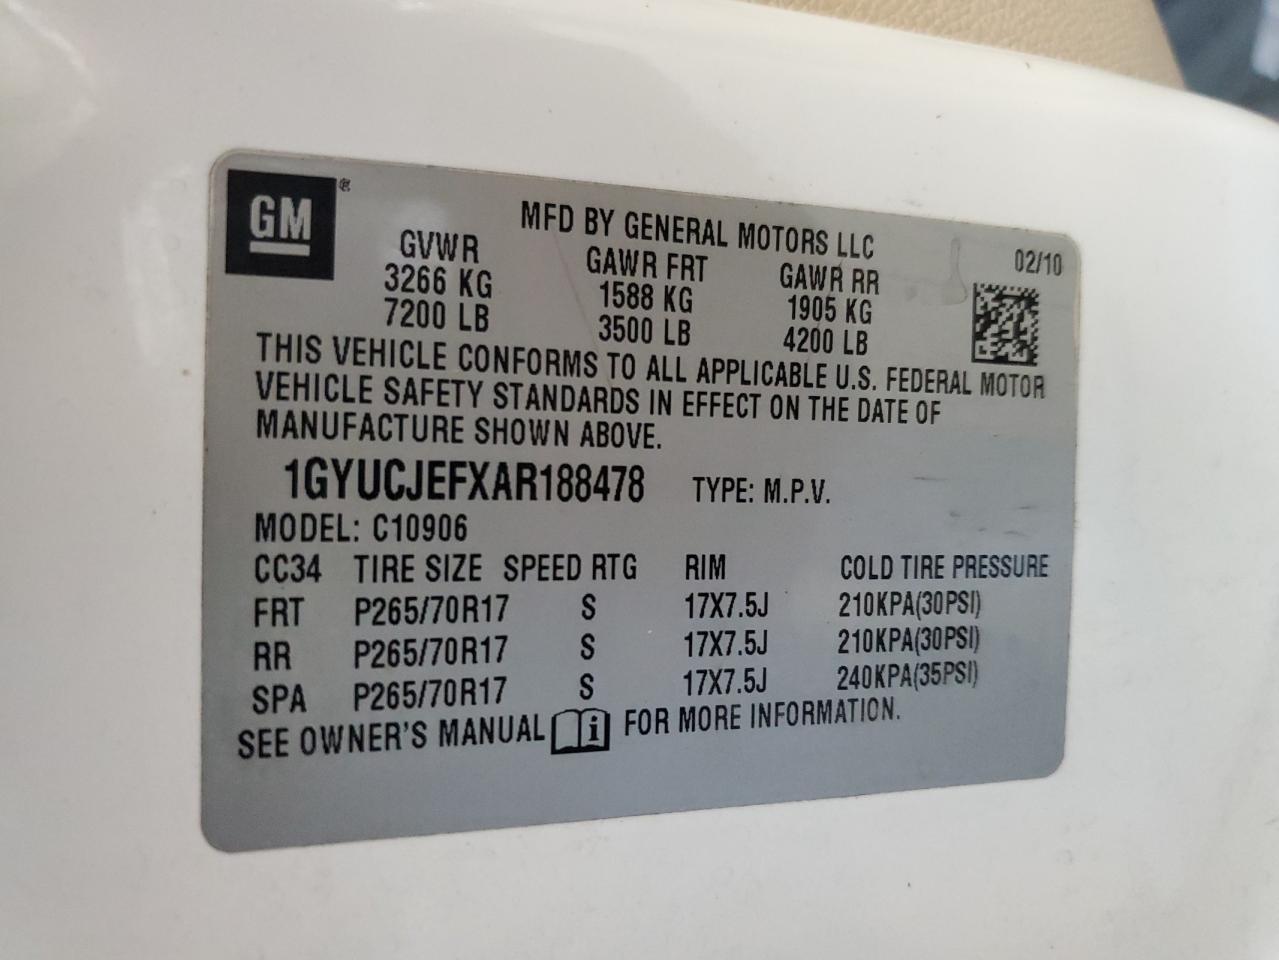 GM ®
MFD BY GENERAL MOTORS LLC
02/10
GVWR GAWR FRT GAWR RR
3266 KG 1588 KG 1905 KG
7200 LB 3500 LB 4200 LB
THIS VEHICLE CONFORMS TO ALL APPLICABLE U.S. FEDERAL MOTOR
VEHICLE SAFETY STANDARDS IN EFFECT ON THE DATE OF
MANUFACTURE SHOWN ABOVE.
1GYUCJEFXAR188478 TYPE: M.P.V.
MODEL: C10906
CC34 TIRE SIZE SPEED RTG RIM COLD TIRE PRESSURE
FRT P265/70R17 S 17X7.5J 210KPA(30PSI)
RR P265/70R17 S 17X7.5J 210KPA(30PSI)
SPA P265/70R17 S 17X7.5J 240KPA(35PSI)
SEE OWNER'S MANUAL i FOR MORE INFORMATION.